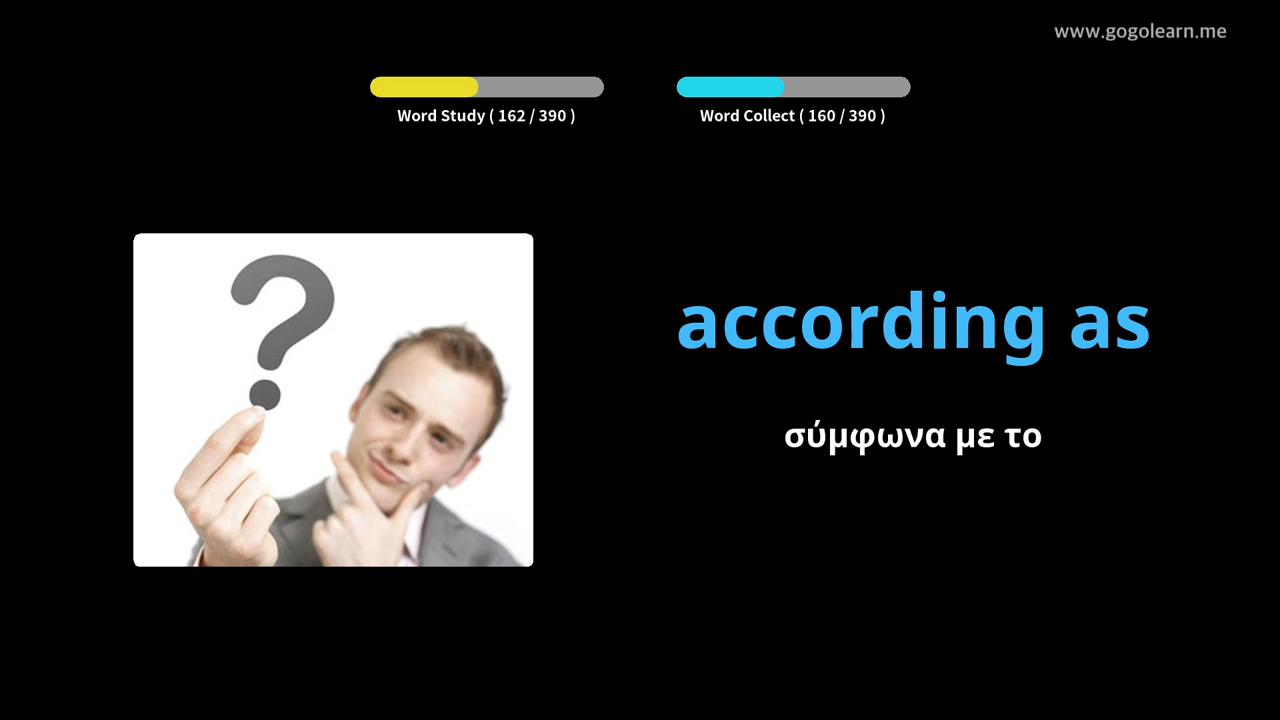 www.gogolearn.me
Word Study ( 162 / 390 )
Word Collect ( 160 / 390 )
according as
σύμφωνα με το